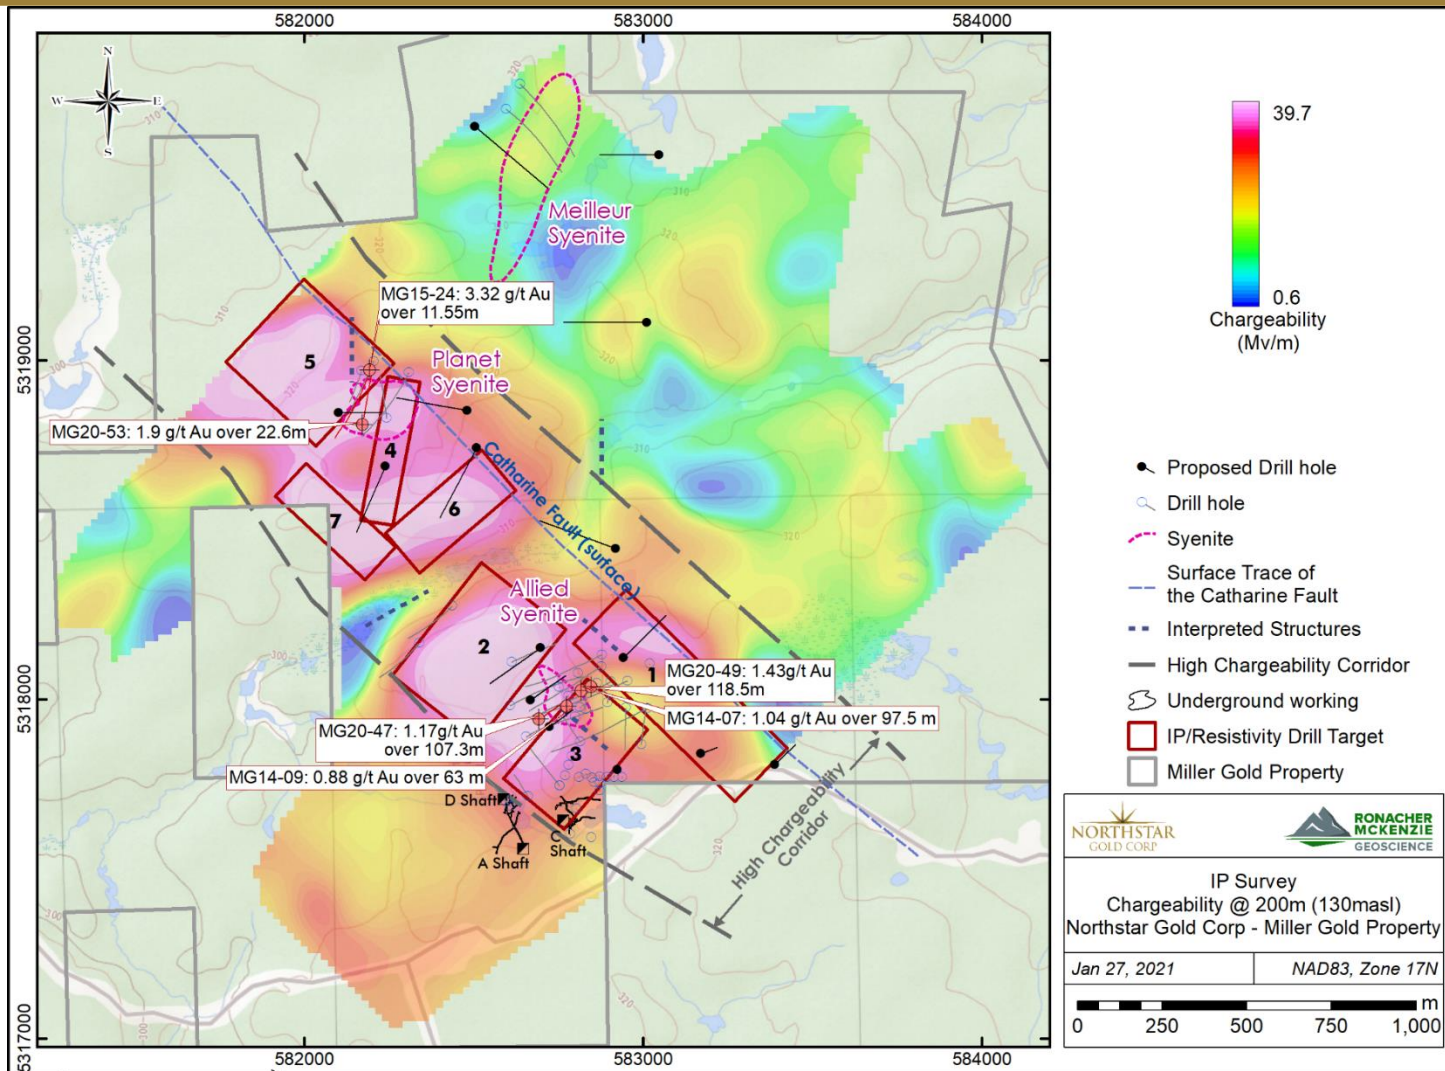 582000
583000
584000
N
W
E
S
5319000
5318000
5317000
320
310
Meilleur
Syenite
MG15-24: 3.32 g/t Au
over 11.55m
Planet
Syenite
5
MG20-53: 1.9 g/t Au over 22.6m
4
6
7
Catharine Fault (surface)
Allied
Syenite
2
1
3
MG20-49: 1.43g/t Au
over 118.5m
MG14-07: 1.04 g/t Au over 97.5 m
MG20-47: 1.17g/t Au
over 107.3m
MG14-09: 0.88 g/t Au over 63 m
D Shaft
A Shaft
C
Shaft
High Chargeability
Corridor
582000
583000
584000
39.7
0.6
Chargeability
(Mv/m)
Proposed Drill hole
Drill hole
Syenite
Surface Trace of
the Catharine Fault
Interpreted Structures
High Chargeability Corridor
Underground working
IP/Resistivity Drill Target
Miller Gold Property
NORTHSTAR
GOLD CORP
RONACHER
MCKENZIE
GEOSCIENCE
IP Survey
Chargeability @ 200m (130masl)
Northstar Gold Corp - Miller Gold Property
Jan 27, 2021
NAD83, Zone 17N
m
0 250 500 750 1,000